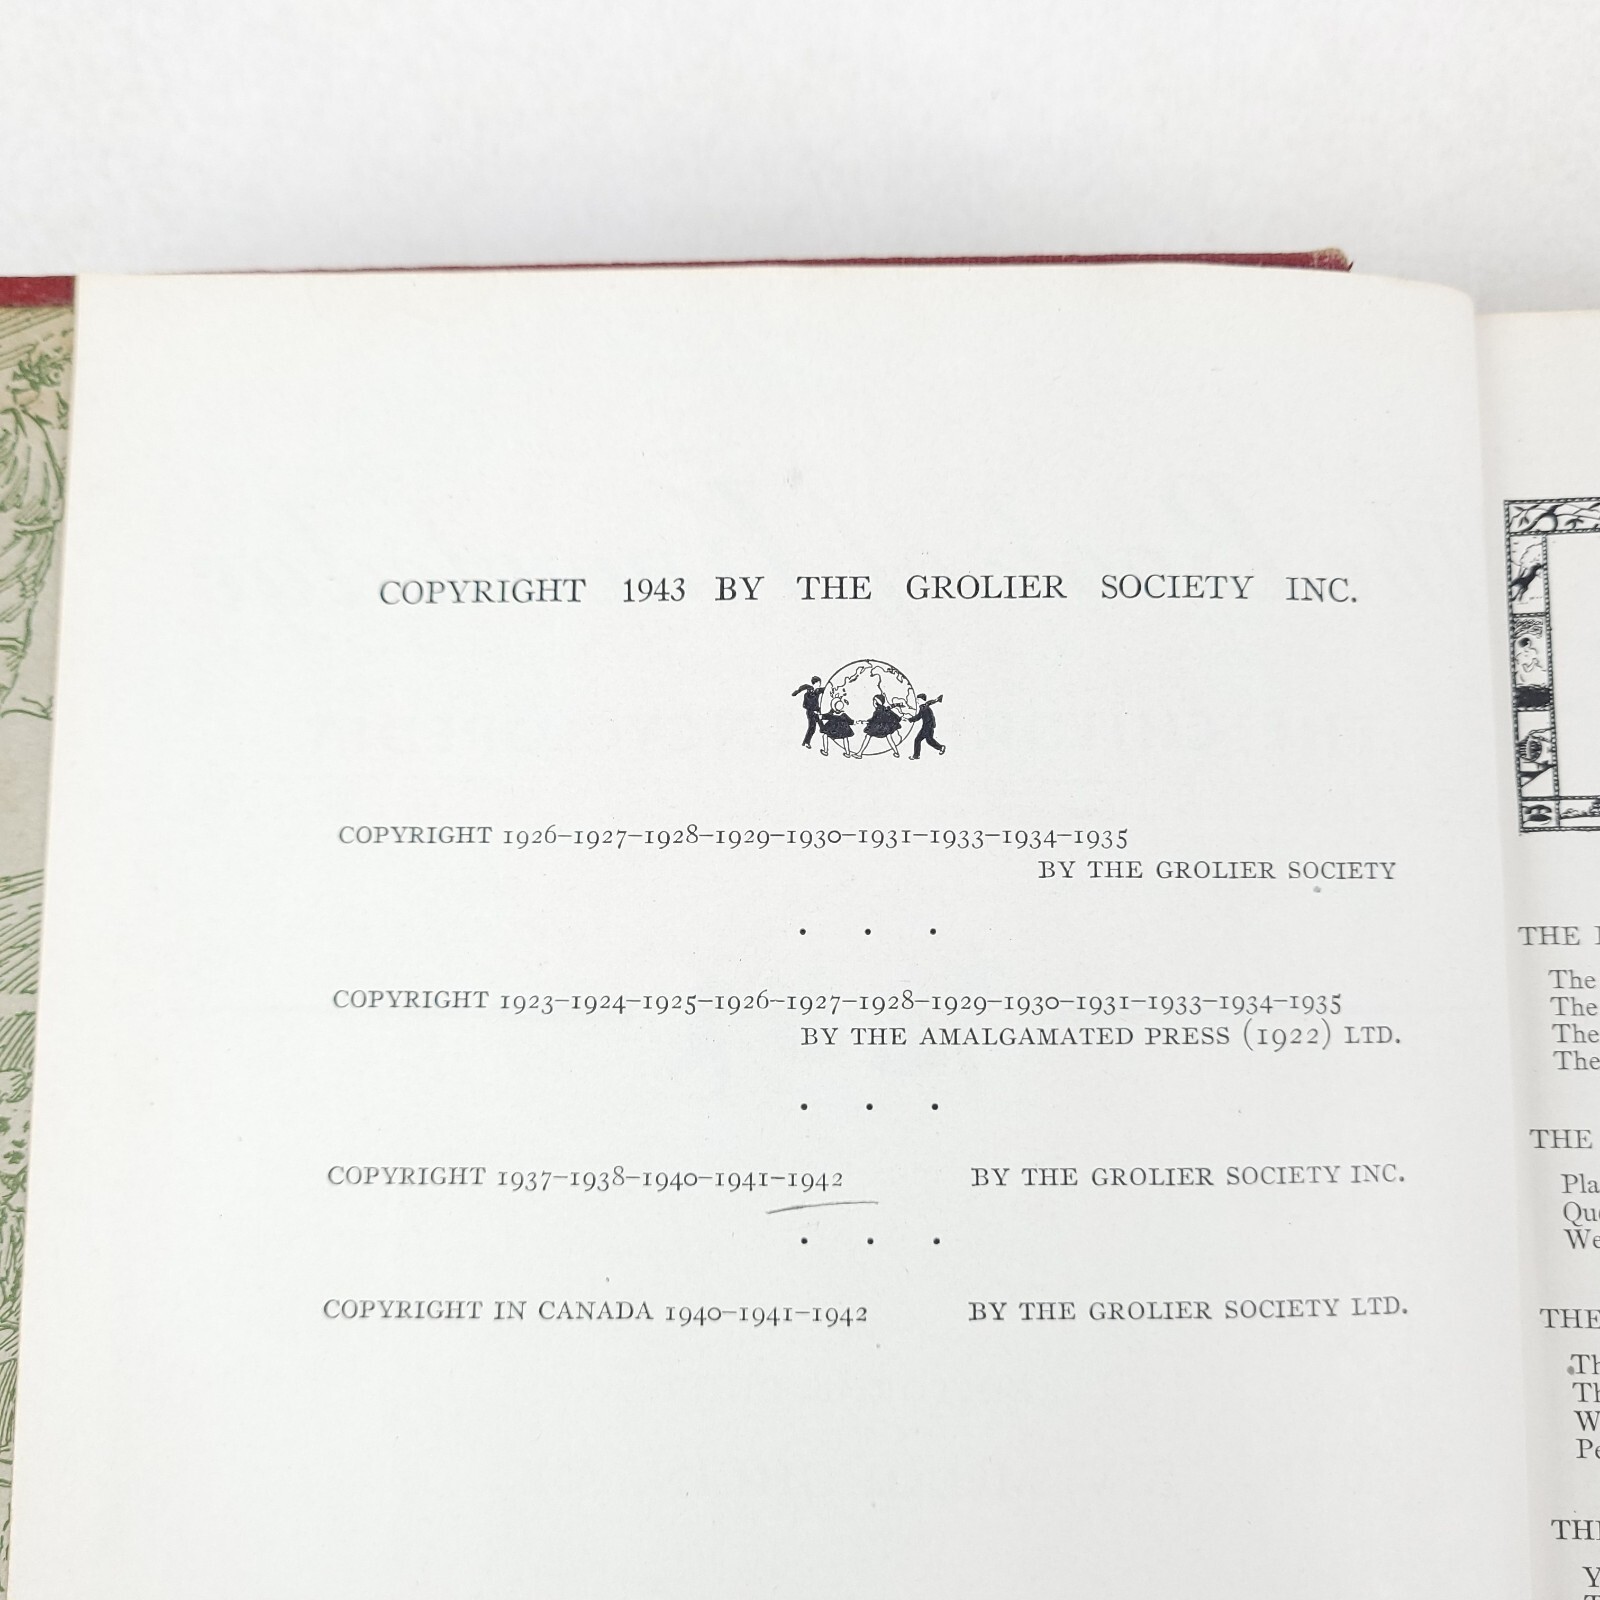 COPYRIGHT 1943 BY THE GROLIER SOCIETY INC.
COPYRIGHT 1926–1927–1928–1929–1930–1931–1933–1934–1935
BY THE GROLIER SOCIETY
. . .
COPYRIGHT 1923–1924–1925–1926–1927–1928–1929–1930–1931–1933–1934–1935
BY THE AMALGAMATED PRESS (1922) LTD.
. . .
COPYRIGHT 1937–1938–1940–1941–1942 BY THE GROLIER SOCIETY INC.
. . .
COPYRIGHT IN CANADA 1940–1941–1942 BY THE GROLIER SOCIETY LTD.
THE
The
The
The
The
THE
THE